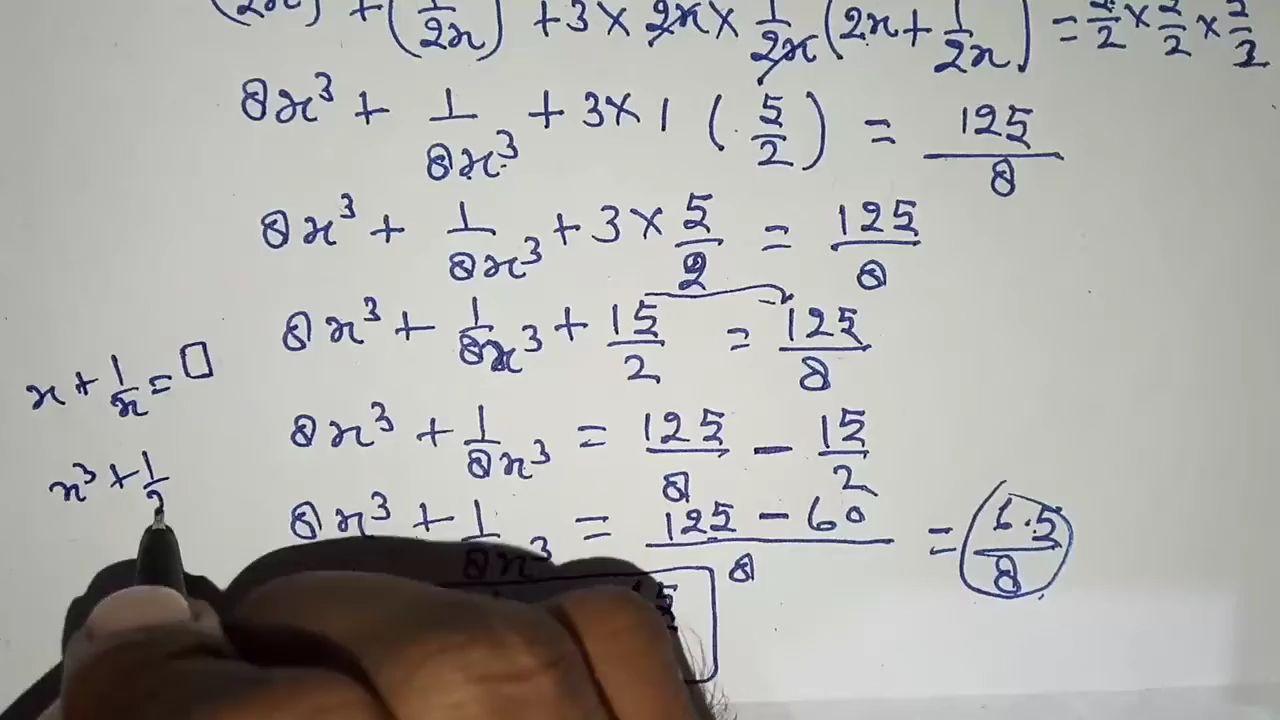 (2x) + (1/2x) + 3 × 2x × 1/2x (2x + 1/2x) = 5/2 × 5/2 × 5/2
8x³ + 1/8x³ + 3 × 1 (5/2) = 125/8
8x³ + 1/8x³ + 3 × 5/2 = 125/8
8x³ + 1/8x³ + 15/2 = 125/8
x + 1/x = □
8x³ + 1/8x³ = 125/8 - 15/2
x³ + 1/
8x³ + 1/8x³ = 125 - 60/8 = 65/8